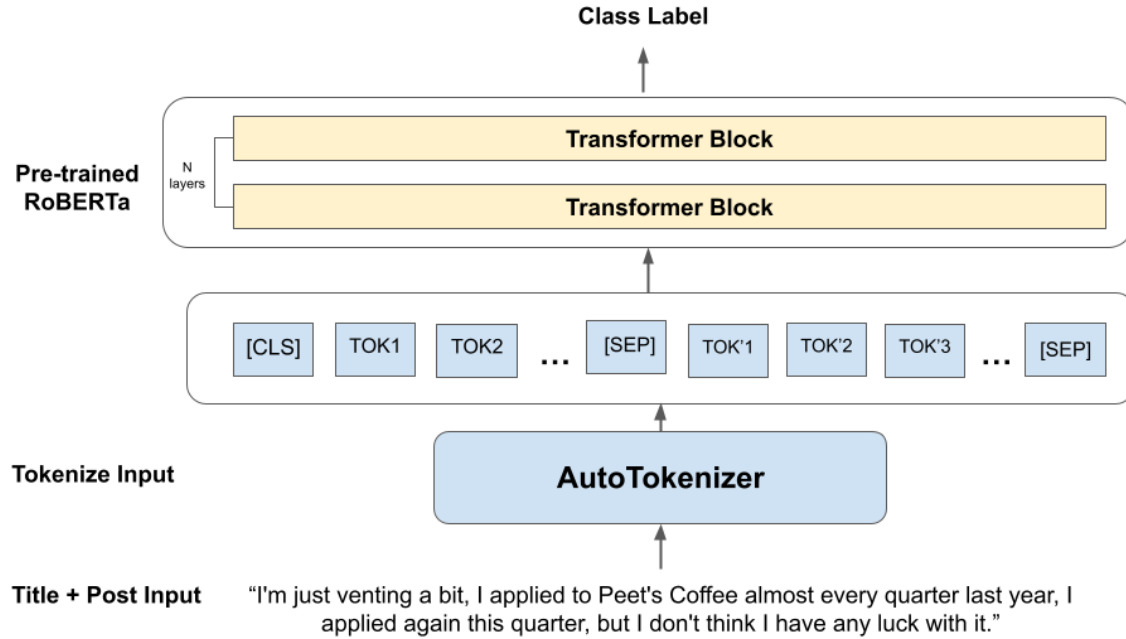 Class Label
Transformer Block
N
layers
Transformer Block
Pre-trained
RoBERTa
[CLS] TOK1 TOK2 ... [SEP] TOK'1 TOK'2 TOK'3 ... [SEP]
Tokenize Input
AutoTokenizer
Title + Post Input
“I'm just venting a bit, I applied to Peet's Coffee almost every quarter last year, I
applied again this quarter, but I don't think I have any luck with it.”